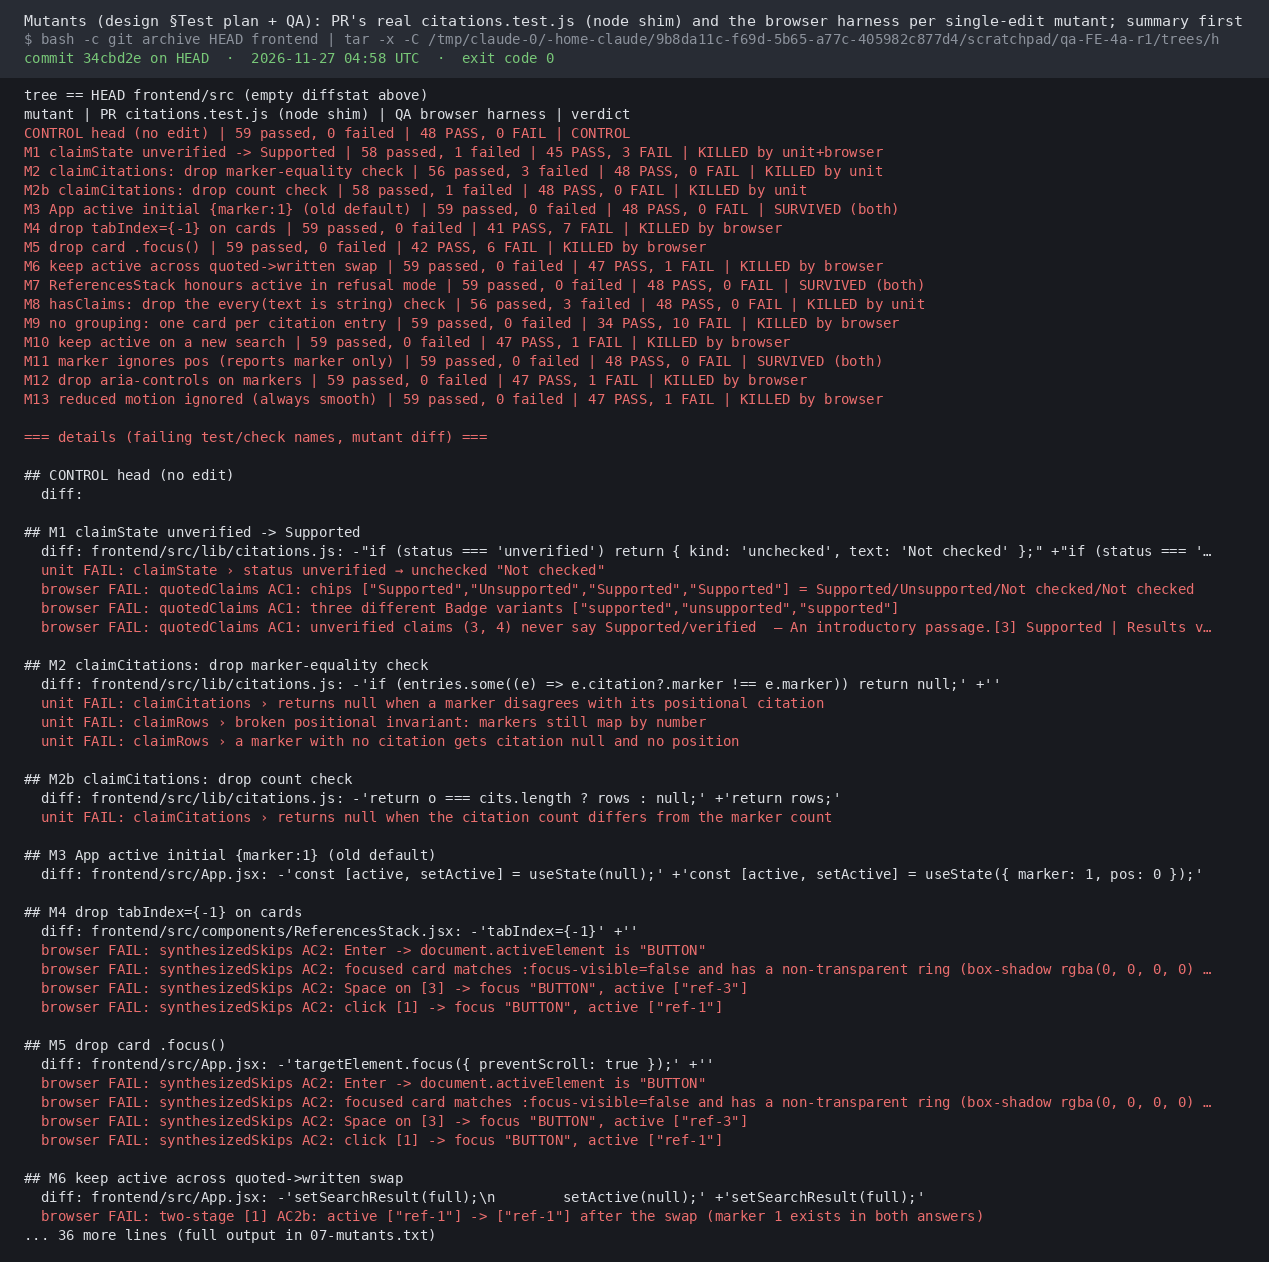 Mutants (design §Test plan + QA): PR's real citations.test.js (node shim) and the browser harness per single-edit mutant; summary first
$ bash -c git archive HEAD frontend | tar -x -C /tmp/claude-0/-home-claude/9b8da11c-f69d-5b65-a77c-405982c877d4/scratchpad/qa-FE-4a-r1/trees/h
commit 34cbd2e on HEAD · 2026-11-27 04:58 UTC · exit code 0
tree == HEAD frontend/src (empty diffstat above)
mutant | PR citations.test.js (node shim) | QA browser harness | verdict
CONTROL head (no edit) | 59 passed, 0 failed | 48 PASS, 0 FAIL | CONTROL
M1 claimState unverified -> Supported | 58 passed, 1 failed | 45 PASS, 3 FAIL | KILLED by unit+browser
M2 claimCitations: drop marker-equality check | 56 passed, 3 failed | 48 PASS, 0 FAIL | KILLED by unit
M2b claimCitations: drop count check | 58 passed, 1 failed | 48 PASS, 0 FAIL | KILLED by unit
M3 App active initial {marker:1} (old default) | 59 passed, 0 failed | 48 PASS, 0 FAIL | SURVIVED (both)
M4 drop tabIndex={-1} on cards | 59 passed, 0 failed | 41 PASS, 7 FAIL | KILLED by browser
M5 drop card .focus() | 59 passed, 0 failed | 42 PASS, 6 FAIL | KILLED by browser
M6 keep active across quoted->written swap | 59 passed, 0 failed | 47 PASS, 1 FAIL | KILLED by browser
M7 ReferencesStack honours active in refusal mode | 59 passed, 0 failed | 48 PASS, 0 FAIL | SURVIVED (both)
M8 hasClaims: drop the every(text is string) check | 56 passed, 3 failed | 48 PASS, 0 FAIL | KILLED by unit
M9 no grouping: one card per citation entry | 59 passed, 0 failed | 34 PASS, 10 FAIL | KILLED by browser
M10 keep active on a new search | 59 passed, 0 failed | 47 PASS, 1 FAIL | KILLED by browser
M11 marker ignores pos (reports marker only) | 59 passed, 0 failed | 48 PASS, 0 FAIL | SURVIVED (both)
M12 drop aria-controls on markers | 59 passed, 0 failed | 47 PASS, 1 FAIL | KILLED by browser
M13 reduced motion ignored (always smooth) | 59 passed, 0 failed | 47 PASS, 1 FAIL | KILLED by browser
=== details (failing test/check names, mutant diff) ===
## CONTROL head (no edit)
diff:
## M1 claimState unverified -> Supported
diff: frontend/src/lib/citations.js: -"if (status === 'unverified') return { kind: 'unchecked', text: 'Not checked' };" +"if (status === '…
unit FAIL: claimState › status unverified → unchecked "Not checked"
browser FAIL: quotedClaims AC1: chips ["Supported","Unsupported","Supported","Supported"] = Supported/Unsupported/Not checked/Not checked
browser FAIL: quotedClaims AC1: three different Badge variants ["supported","unsupported","supported"]
browser FAIL: quotedClaims AC1: unverified claims (3, 4) never say Supported/verified — An introductory passage.[3] Supported | Results v…
## M2 claimCitations: drop marker-equality check
diff: frontend/src/lib/citations.js: -'if (entries.some((e) => e.citation?.marker !== e.marker)) return null;' +''
unit FAIL: claimCitations › returns null when a marker disagrees with its positional citation
unit FAIL: claimRows › broken positional invariant: markers still map by number
unit FAIL: claimRows › a marker with no citation gets citation null and no position
## M2b claimCitations: drop count check
diff: frontend/src/lib/citations.js: -'return o === cits.length ? rows : null;' +'return rows;'
unit FAIL: claimCitations › returns null when the citation count differs from the marker count
## M3 App active initial {marker:1} (old default)
diff: frontend/src/App.jsx: -'const [active, setActive] = useState(null);' +'const [active, setActive] = useState({ marker: 1, pos: 0 });'
## M4 drop tabIndex={-1} on cards
diff: frontend/src/components/ReferencesStack.jsx: -'tabIndex={-1}' +''
browser FAIL: synthesizedSkips AC2: Enter -> document.activeElement is "BUTTON"
browser FAIL: synthesizedSkips AC2: focused card matches :focus-visible=false and has a non-transparent ring (box-shadow rgba(0, 0, 0, 0) …
browser FAIL: synthesizedSkips AC2: Space on [3] -> focus "BUTTON", active ["ref-3"]
browser FAIL: synthesizedSkips AC2: click [1] -> focus "BUTTON", active ["ref-1"]
## M5 drop card .focus()
diff: frontend/src/App.jsx: -'targetElement.focus({ preventScroll: true });' +''
browser FAIL: synthesizedSkips AC2: Enter -> document.activeElement is "BUTTON"
browser FAIL: synthesizedSkips AC2: focused card matches :focus-visible=false and has a non-transparent ring (box-shadow rgba(0, 0, 0, 0) …
browser FAIL: synthesizedSkips AC2: Space on [3] -> focus "BUTTON", active ["ref-3"]
browser FAIL: synthesizedSkips AC2: click [1] -> focus "BUTTON", active ["ref-1"]
## M6 keep active across quoted->written swap
diff: frontend/src/App.jsx: -'setSearchResult(full);\n        setActive(null);' +'setSearchResult(full);'
browser FAIL: two-stage [1] AC2b: active ["ref-1"] -> ["ref-1"] after the swap (marker 1 exists in both answers)
... 36 more lines (full output in 07-mutants.txt)